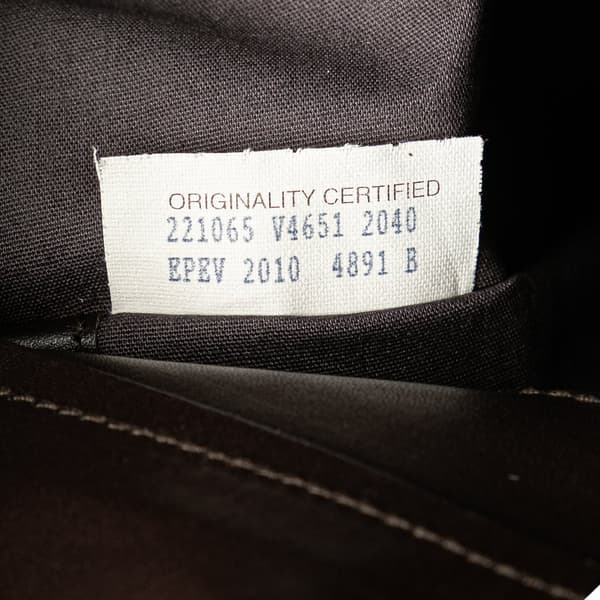 ORIGINALITY CERTIFIED
221065 V4651 2040
EPEV 2010 4891 B